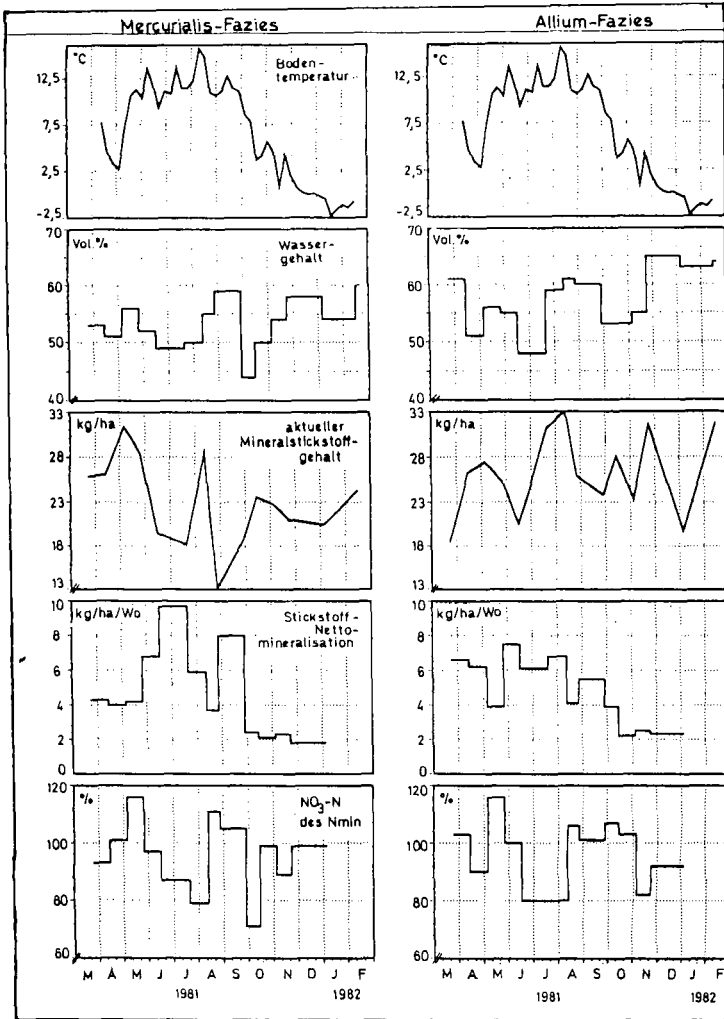 Mercurialis-Fazies
Allium-Fazies
°C
Boden-
temperatur
12,5
7,5
2,5
-2,5
°C
12,5
7,5
2,5
-2,5
70
Vol.%
Wasser-
gehalt
60
50
40
70
Vol.%
60
50
40
33
kg/ha
aktueller
Mineralstickstoff-
gehalt
28
23
18
13
33
kg/ha
28
23
18
13
10
kg/ha/Wo
Stickstoff-
Netto-
mineralisation
8
6
4
2
0
10
kg/ha/Wo
8
6
4
2
0
120
%
NO3-N
des Nmin
100
80
60
120
%
100
80
60
M A M J J A S O N D J F
1981 1982
M A M J J A S O N D J F
1981 1982